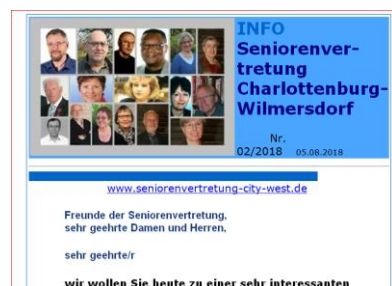 INFO
Seniorenver-
tretung
Charlottenburg-
Wilmersdorf
Nr.
02/2018 05.08.2018
www.seniorenvertretung-city-west.de
Freunde der Seniorenvertretung,
sehr geehrte Damen und Herren,
sehr geehrte/r
wir wollen Sie heute zu einer sehr interessanten